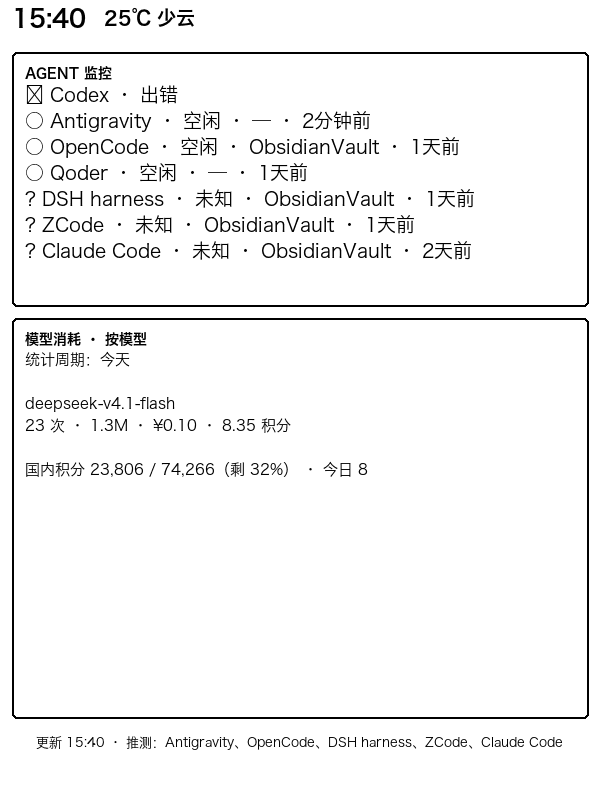 15:40 25℃ 少云
AGENT 监控
☒ Codex · 出错
○ Antigravity · 空闲 · — · 2分钟前
○ OpenCode · 空闲 · ObsidianVault · 1天前
○ Qoder · 空闲 · — · 1天前
? DSH harness · 未知 · ObsidianVault · 1天前
? ZCode · 未知 · ObsidianVault · 1天前
? Claude Code · 未知 · ObsidianVault · 2天前
模型消耗 · 按模型
统计周期：今天
deepseek-v4.1-flash
23 次 · 1.3M · ¥0.10 · 8.35 积分
国内积分 23,806 / 74,266（剩 32%） · 今日 8
更新 15:40 · 推测：Antigravity、OpenCode、DSH harness、ZCode、Claude Code